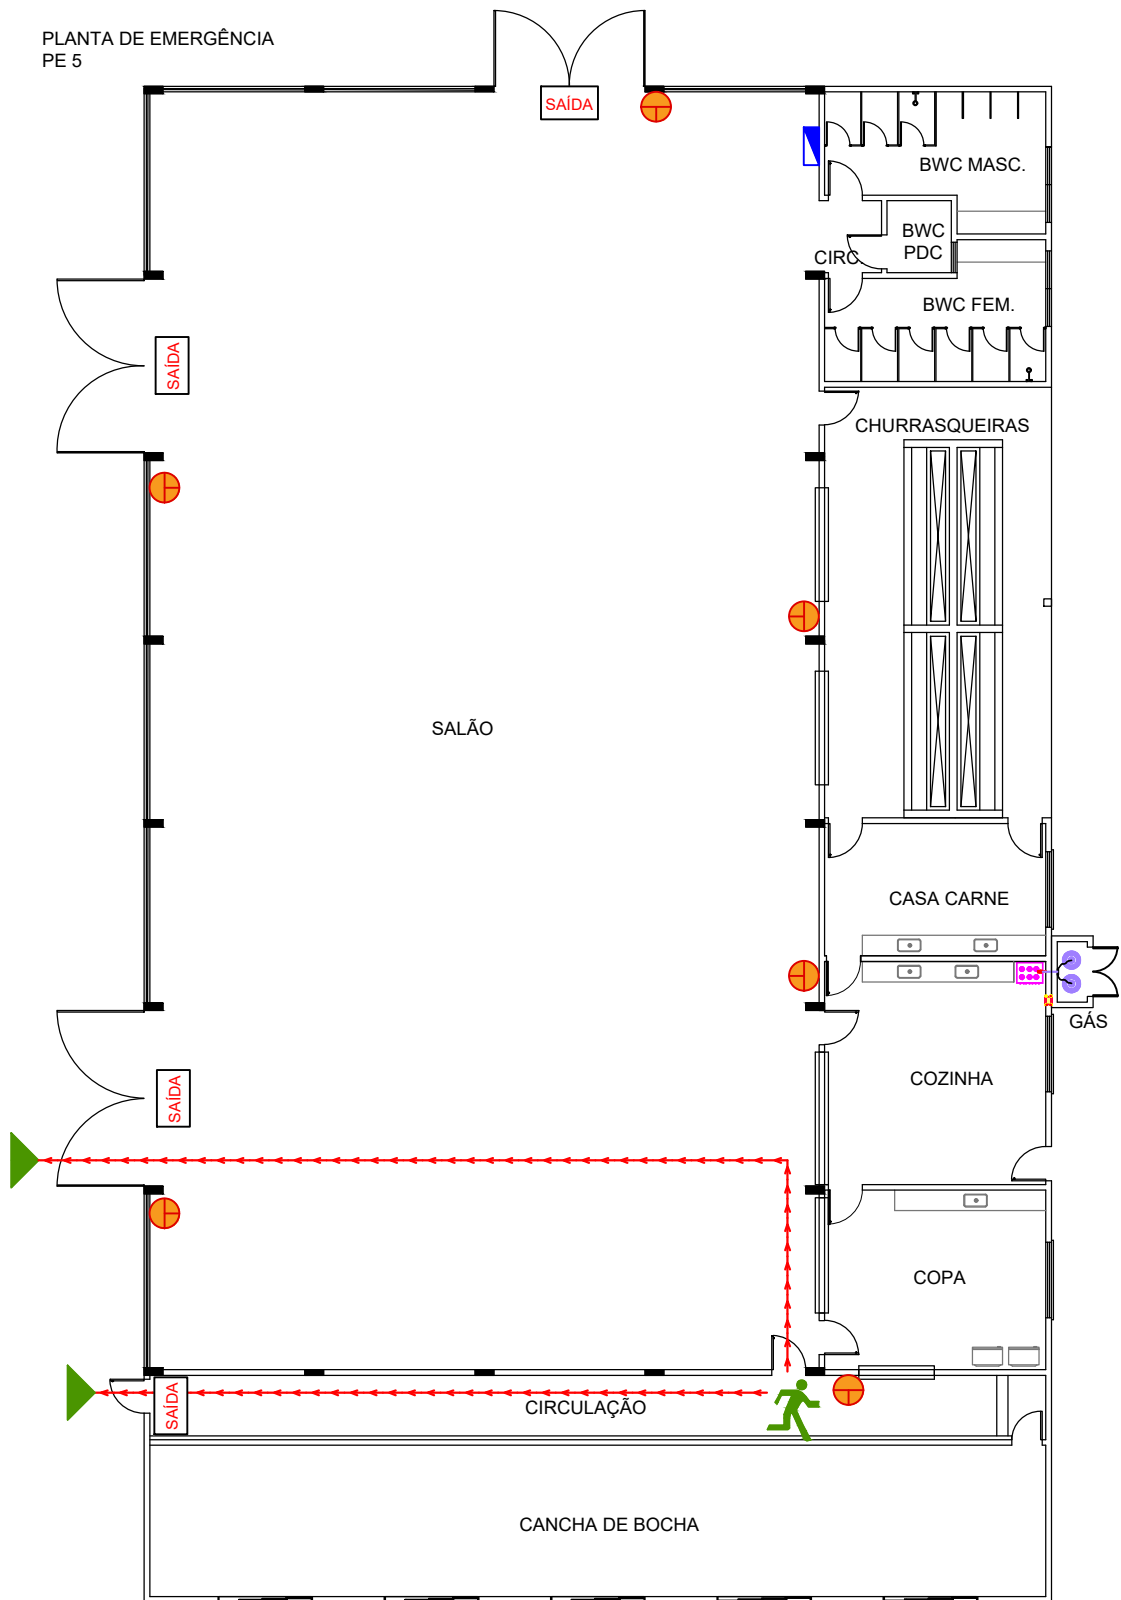 PLANTA DE EMERGÊNCIA
PE 5
SAÍDA
BWC MASC.
BWC
PDC
CIRC.
BWC FEM.
SAÍDA
CHURRASQUEIRAS
SALÃO
CASA CARNE
GÁS
COZINHA
SAÍDA
COPA
SAÍDA
CIRCULAÇÃO
CANCHA DE BOCHA